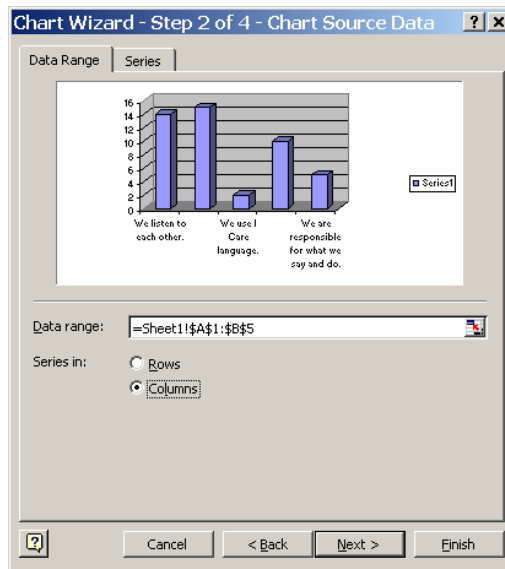 Chart Wizard - Step 2 of 4 - Chart Source Data
Data Range
Series
16
14
12
10
8
6
4
2
0
We listen to
each other.
We use I
Care
language.
We are
responsible
for what we
say and do.
Series1
Data range:
=Sheet1!$A$1:$B$5
Series in:
Rows
Columns
Cancel
< Back
Next >
Finish